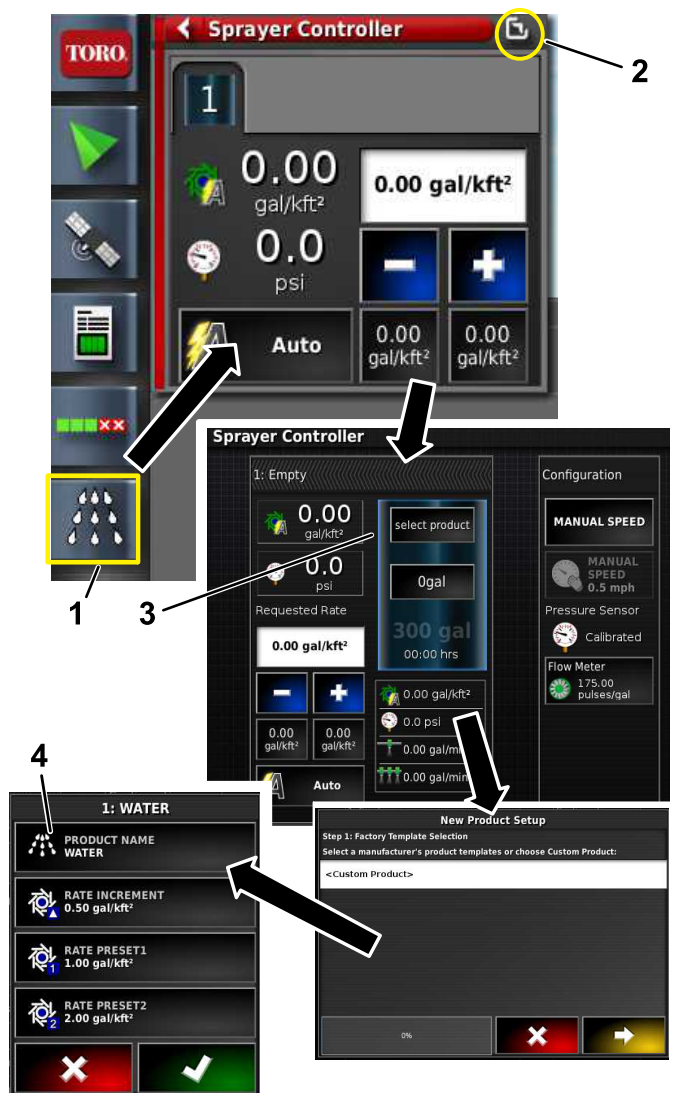 TORO.
Sprayer Controller
2
1
0.00
gal/kft²
0.00 gal/kft²
0.0
psi
Auto
0.00
gal/kft²
0.00
gal/kft²
1
3
Sprayer Controller
1: Empty
0.00
gal/kft²
0.0
psi
Requested Rate
0.00 gal/kft²
0.00
gal/kft²
0.00
gal/kft²
Auto
select product
0gal
300 gal
00:00 hrs
0.00 gal/kft²
0.0 psi
0.00 gal/m
0.00 gal/min
Configuration
MANUAL SPEED
MANUAL
SPEED
0.5 mph
Pressure Sensor
Calibrated
Flow Meter
175.00
pulses/gal
4
1: WATER
PRODUCT NAME
WATER
RATE INCREMENT
0.50 gal/kft²
RATE PRESET1
1
1.00 gal/kft²
RATE PRESET2
2
2.00 gal/kft²
New Product Setup
Step 1: Factory Template Selection
Select a manufacturer's product templates or choose Custom Product:
<Custom Product>
0%